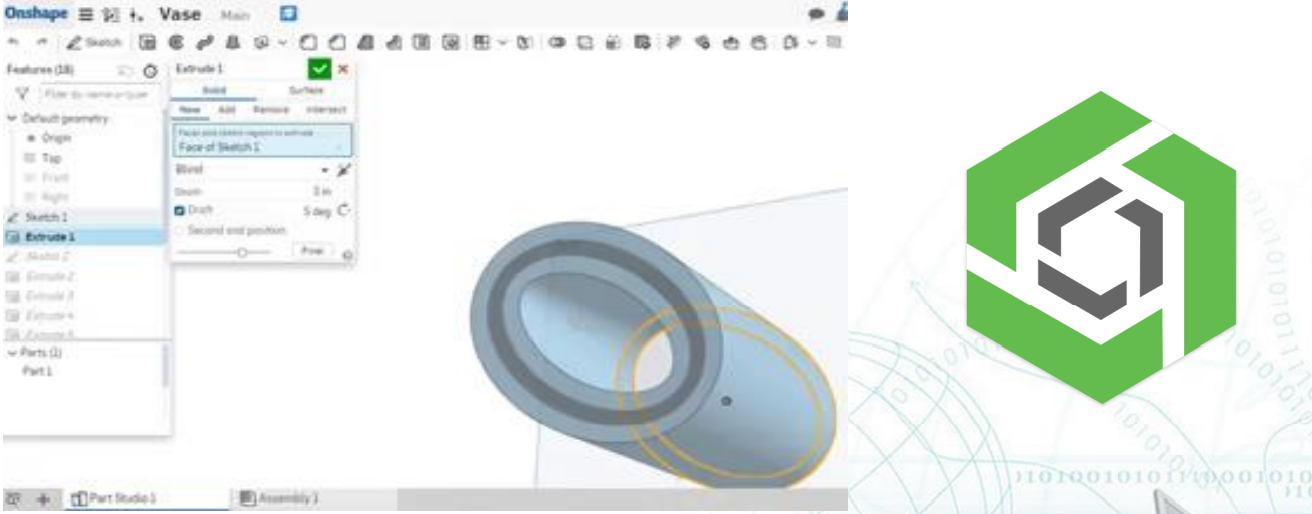 Onshape Vase Main
Sketch
Features (18)
Filter by name or type
Default geometry
Origin
Top
Front
Right
Sketch 1
Extrude 1
Sketch 2
Extrude 2
Extrude 3
Extrude 4
Extrude 5
Parts (1)
Part 1
Extrude 1
Solid Surface
New Add Remove Intersect
Faces and sketch regions to extrude
Face of Sketch 1
Blind
Depth 3 in
Draft 5 deg
Second end position
Final
Part Studio 1 Assembly 1